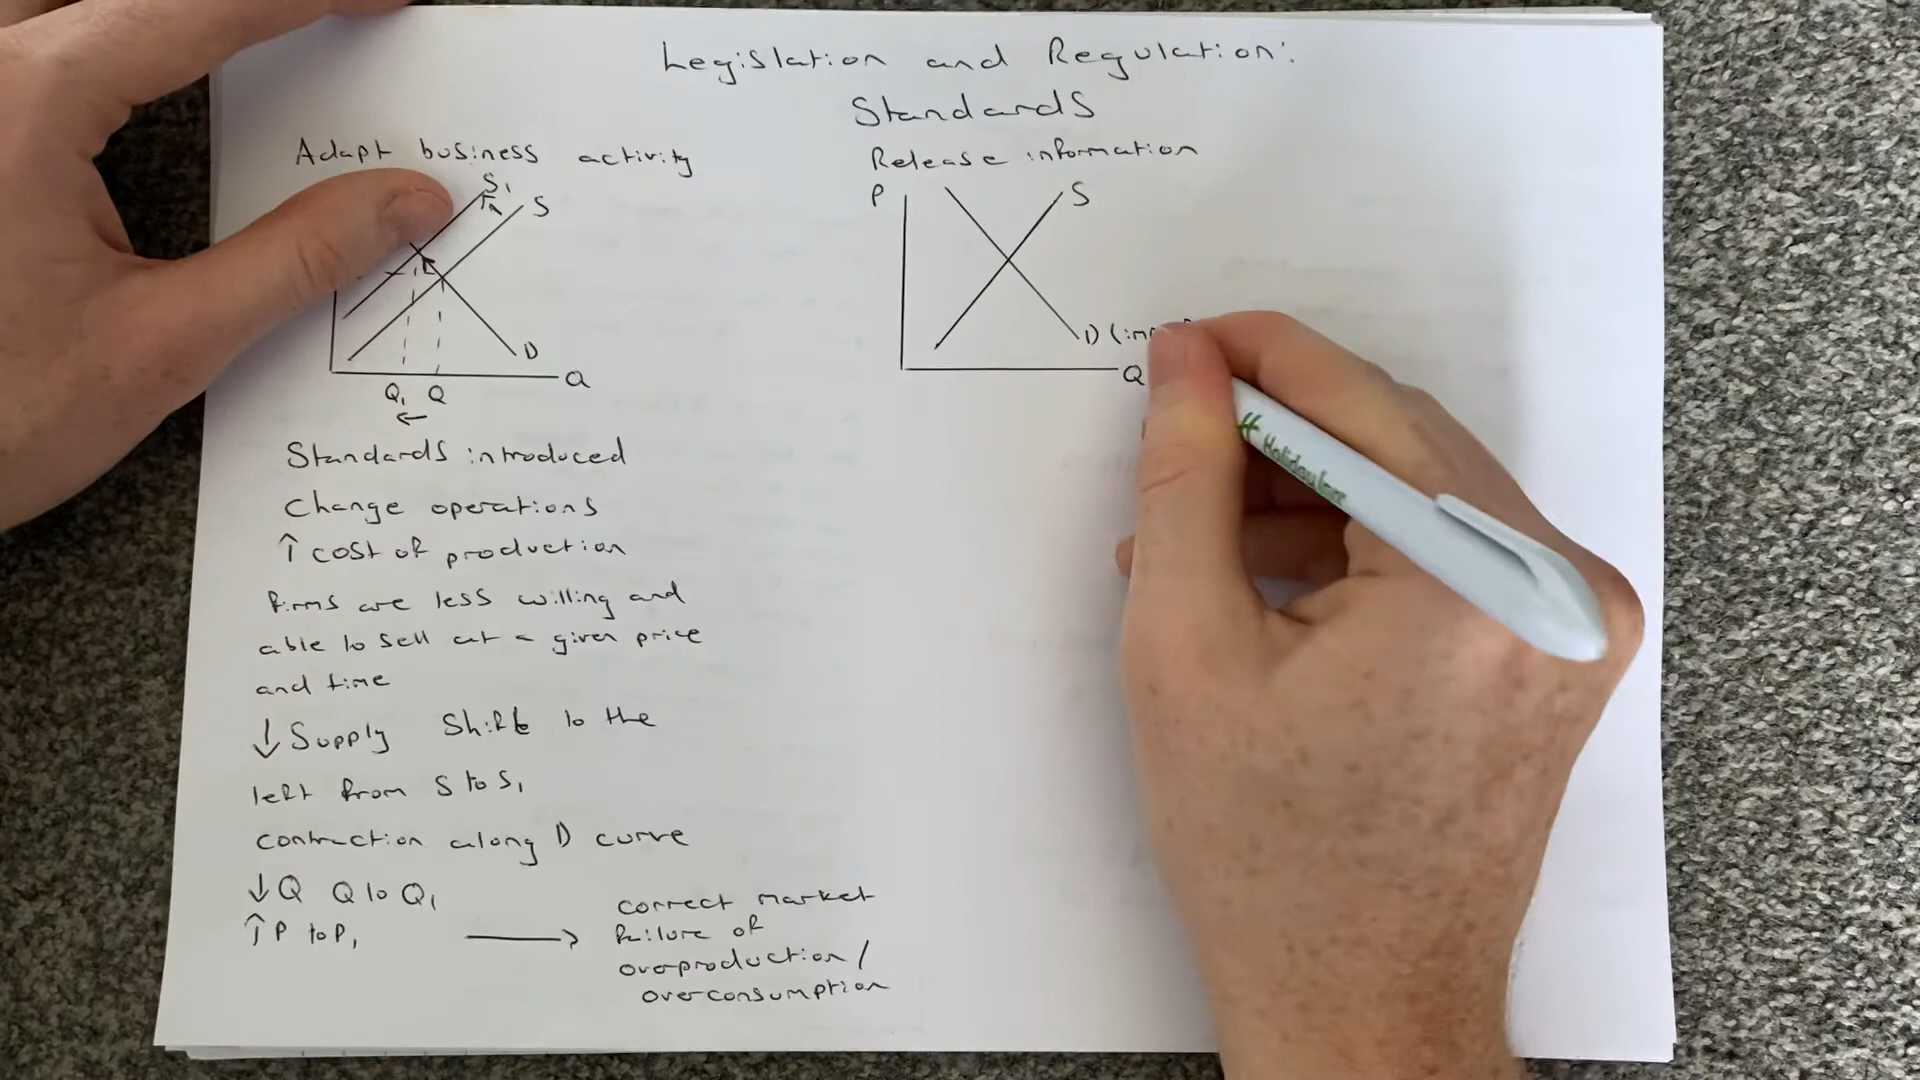 Legislation and Regulation:
Standards
Adapt business activity
S₁
S
D
Q
Q₁ Q
Standards introduced
Change operations
↑ cost of production
firms are less willing and
able to sell at a given price
and time
↓ Supply Shift to the
left from S to S₁
contraction along D curve
↓ Q Q to Q₁
↑ P to P₁
correct market
failure of
overproduction /
overconsumption
Release information
P
S
D
Q
# HolidayInne